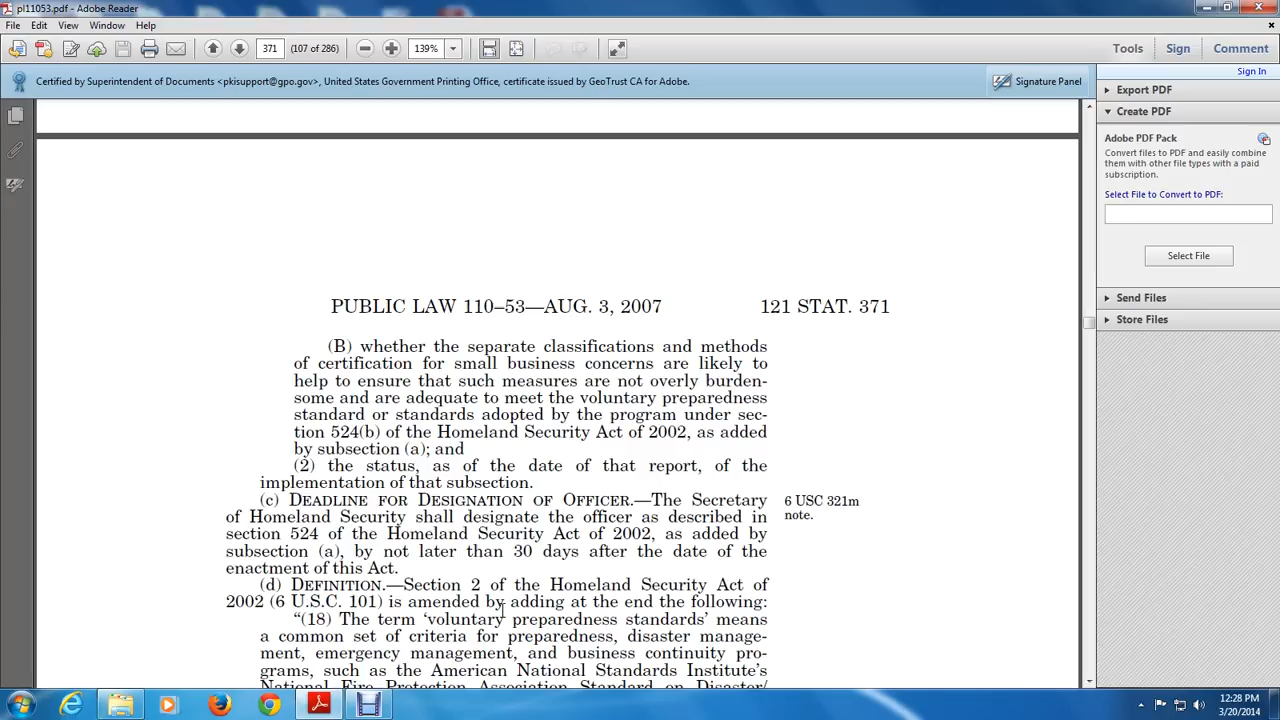 pl11053.pdf - Adobe Reader
File Edit View Window Help
371 (107 of 286) 139% Tools Sign Comment
Certified by Superintendent of Documents <pkisupport@gpo.gov>, United States Government Printing Office, certificate issued by GeoTrust CA for Adobe. Signature Panel
Sign In
Export PDF
Create PDF
Adobe PDF Pack
Convert files to PDF and easily combine
them with other file types with a paid
subscription.
Select File to Convert to PDF:
Select File
Send Files
Store Files
PUBLIC LAW 110–53—AUG. 3, 2007 121 STAT. 371
(B) whether the separate classifications and methods
of certification for small business concerns are likely to
help to ensure that such measures are not overly burden-
some and are adequate to meet the voluntary preparedness
standard or standards adopted by the program under sec-
tion 524(b) of the Homeland Security Act of 2002, as added
by subsection (a); and
(2) the status, as of the date of that report, of the
implementation of that subsection.
(c) DEADLINE FOR DESIGNATION OF OFFICER.—The Secretary
of Homeland Security shall designate the officer as described in
section 524 of the Homeland Security Act of 2002, as added by
subsection (a), by not later than 30 days after the date of the
enactment of this Act.
6 USC 321m
note.
(d) DEFINITION.—Section 2 of the Homeland Security Act of
2002 (6 U.S.C. 101) is amended by adding at the end the following:
“(18) The term ‘voluntary preparedness standards’ means
a common set of criteria for preparedness, disaster manage-
ment, emergency management, and business continuity pro-
grams, such as the American National Standards Institute’s
National Fire Protection Association Standard on Disaster/
12:28 PM
3/20/2014